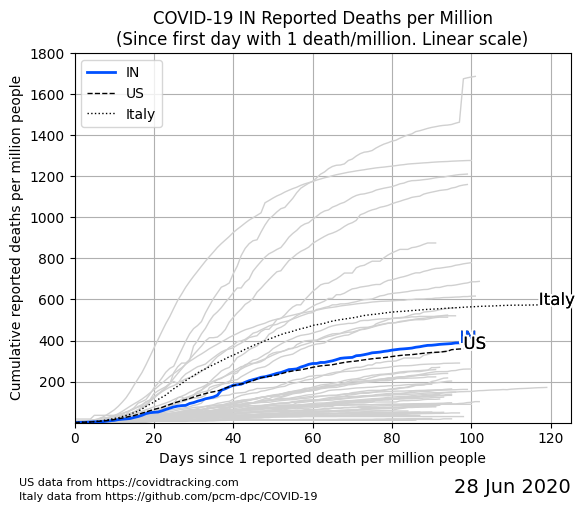 COVID-19 IN Reported Deaths per Million
(Since first day with 1 death/million. Linear scale)
Cumulative reported deaths per million people
1800
1600
1400
1200
1000
800
600
400
200
IN
US
Italy
Italy
IN
US
0
20
40
60
80
100
120
Days since 1 reported death per million people
US data from https://covidtracking.com
Italy data from https://github.com/pcm-dpc/COVID-19
28 Jun 2020